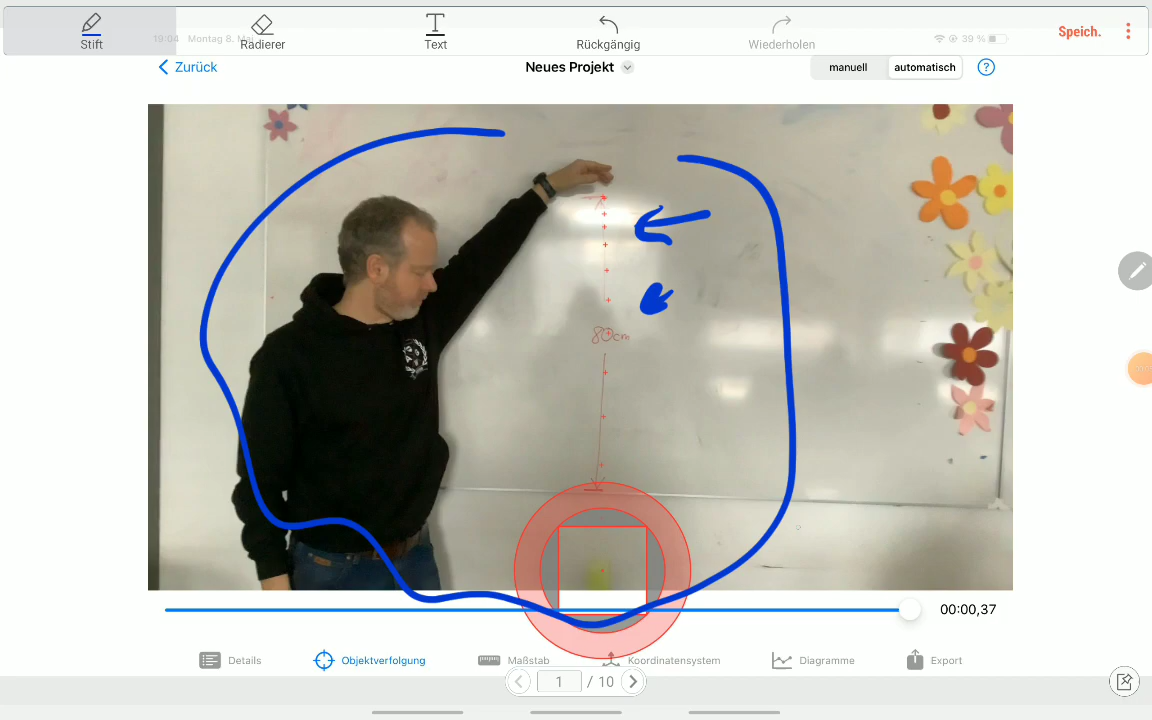 Stift
Radierer
Text
Rückgängig
Wiederholen
Speich.
19:04 Montag 8. Mai
39 %
Zurück
Neues Projekt
manuell
automatisch
?
80cm
00:00,37
Details
Objektverfolgung
Maßstab
Koordinatensystem
Diagramme
Export
1 / 10